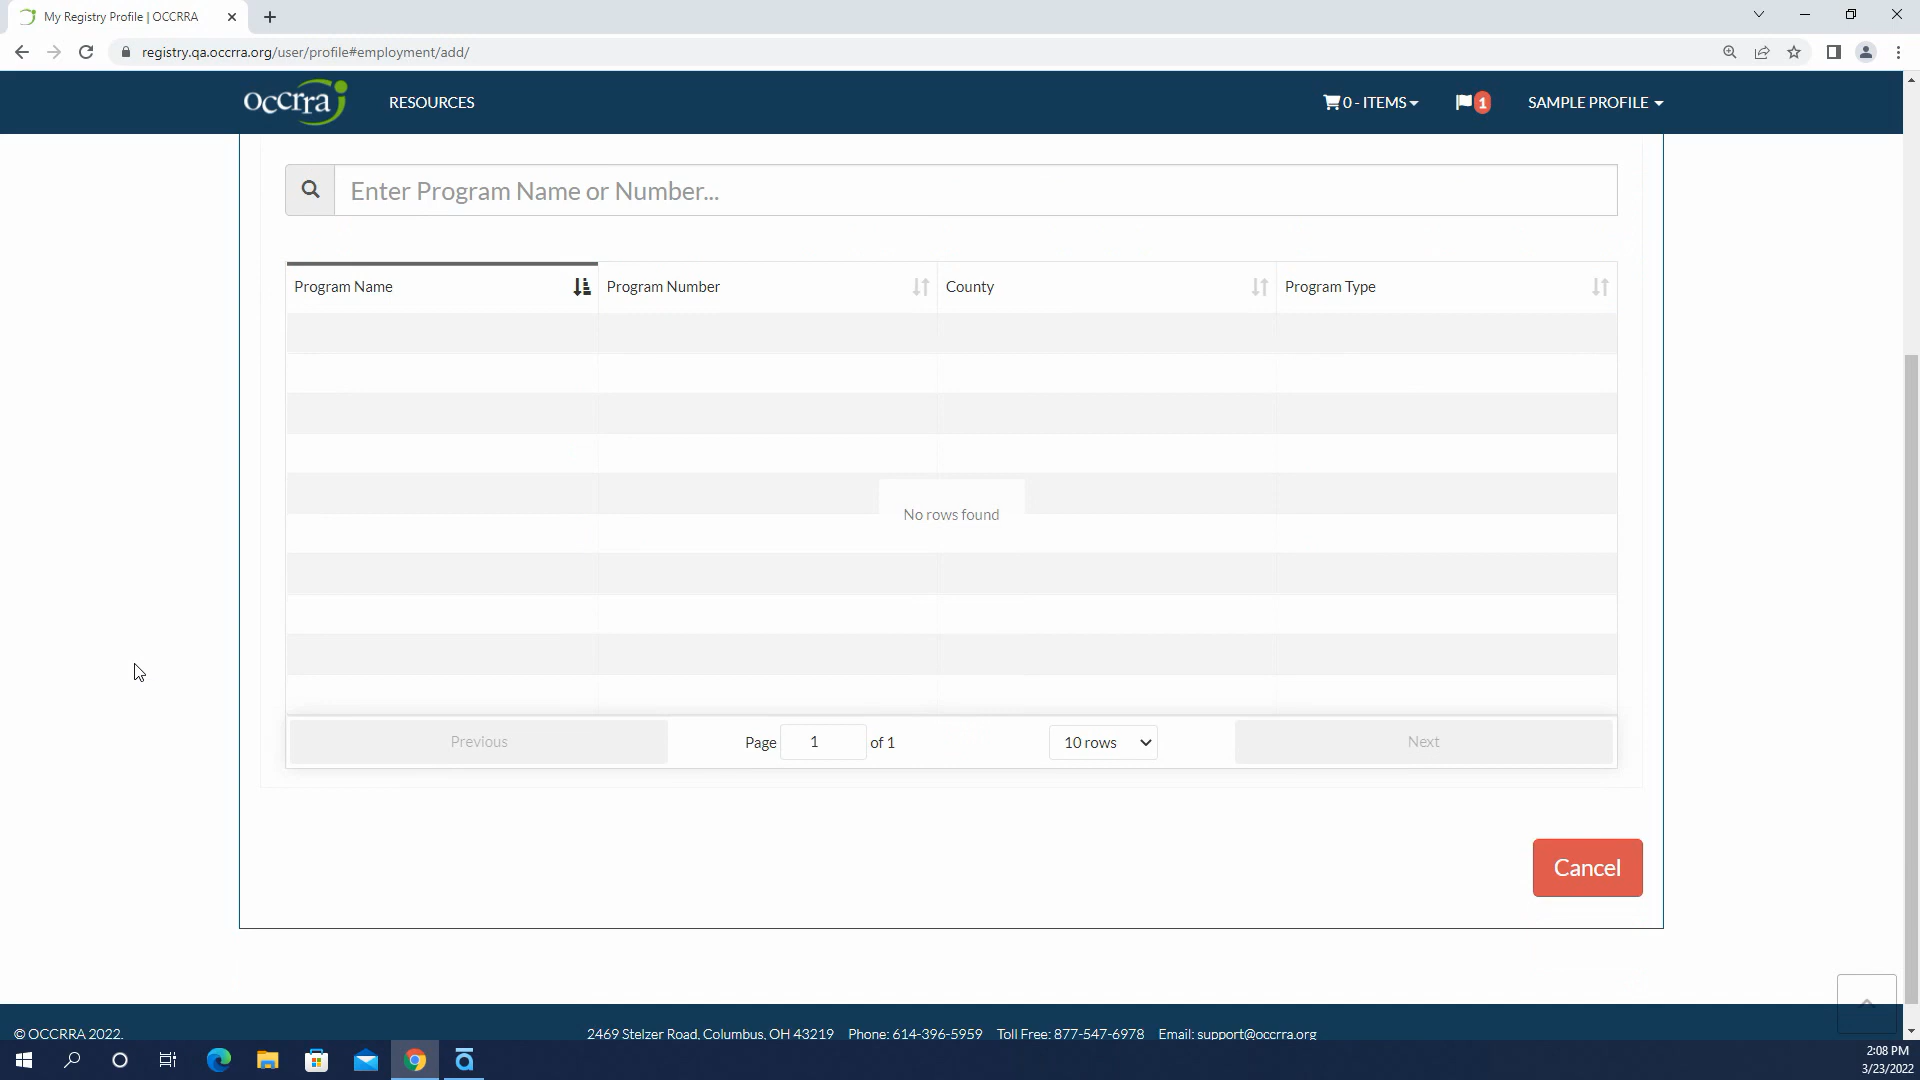 My Registry Profile | OCCRRA
registry.qa.occrra.org/user/profile#employment/add/
occrra RESOURCES 0 - ITEMS 1 SAMPLE PROFILE
Enter Program Name or Number...
Program Name Program Number County Program Type
No rows found
Previous Page 1 of 1 10 rows Next
Cancel
© OCCRRA 2022. 2469 Stelzer Road, Columbus, OH 43219 Phone: 614-396-5959 Toll Free: 877-547-6978 Email: support@occrra.org
2:08 PM
3/23/2022